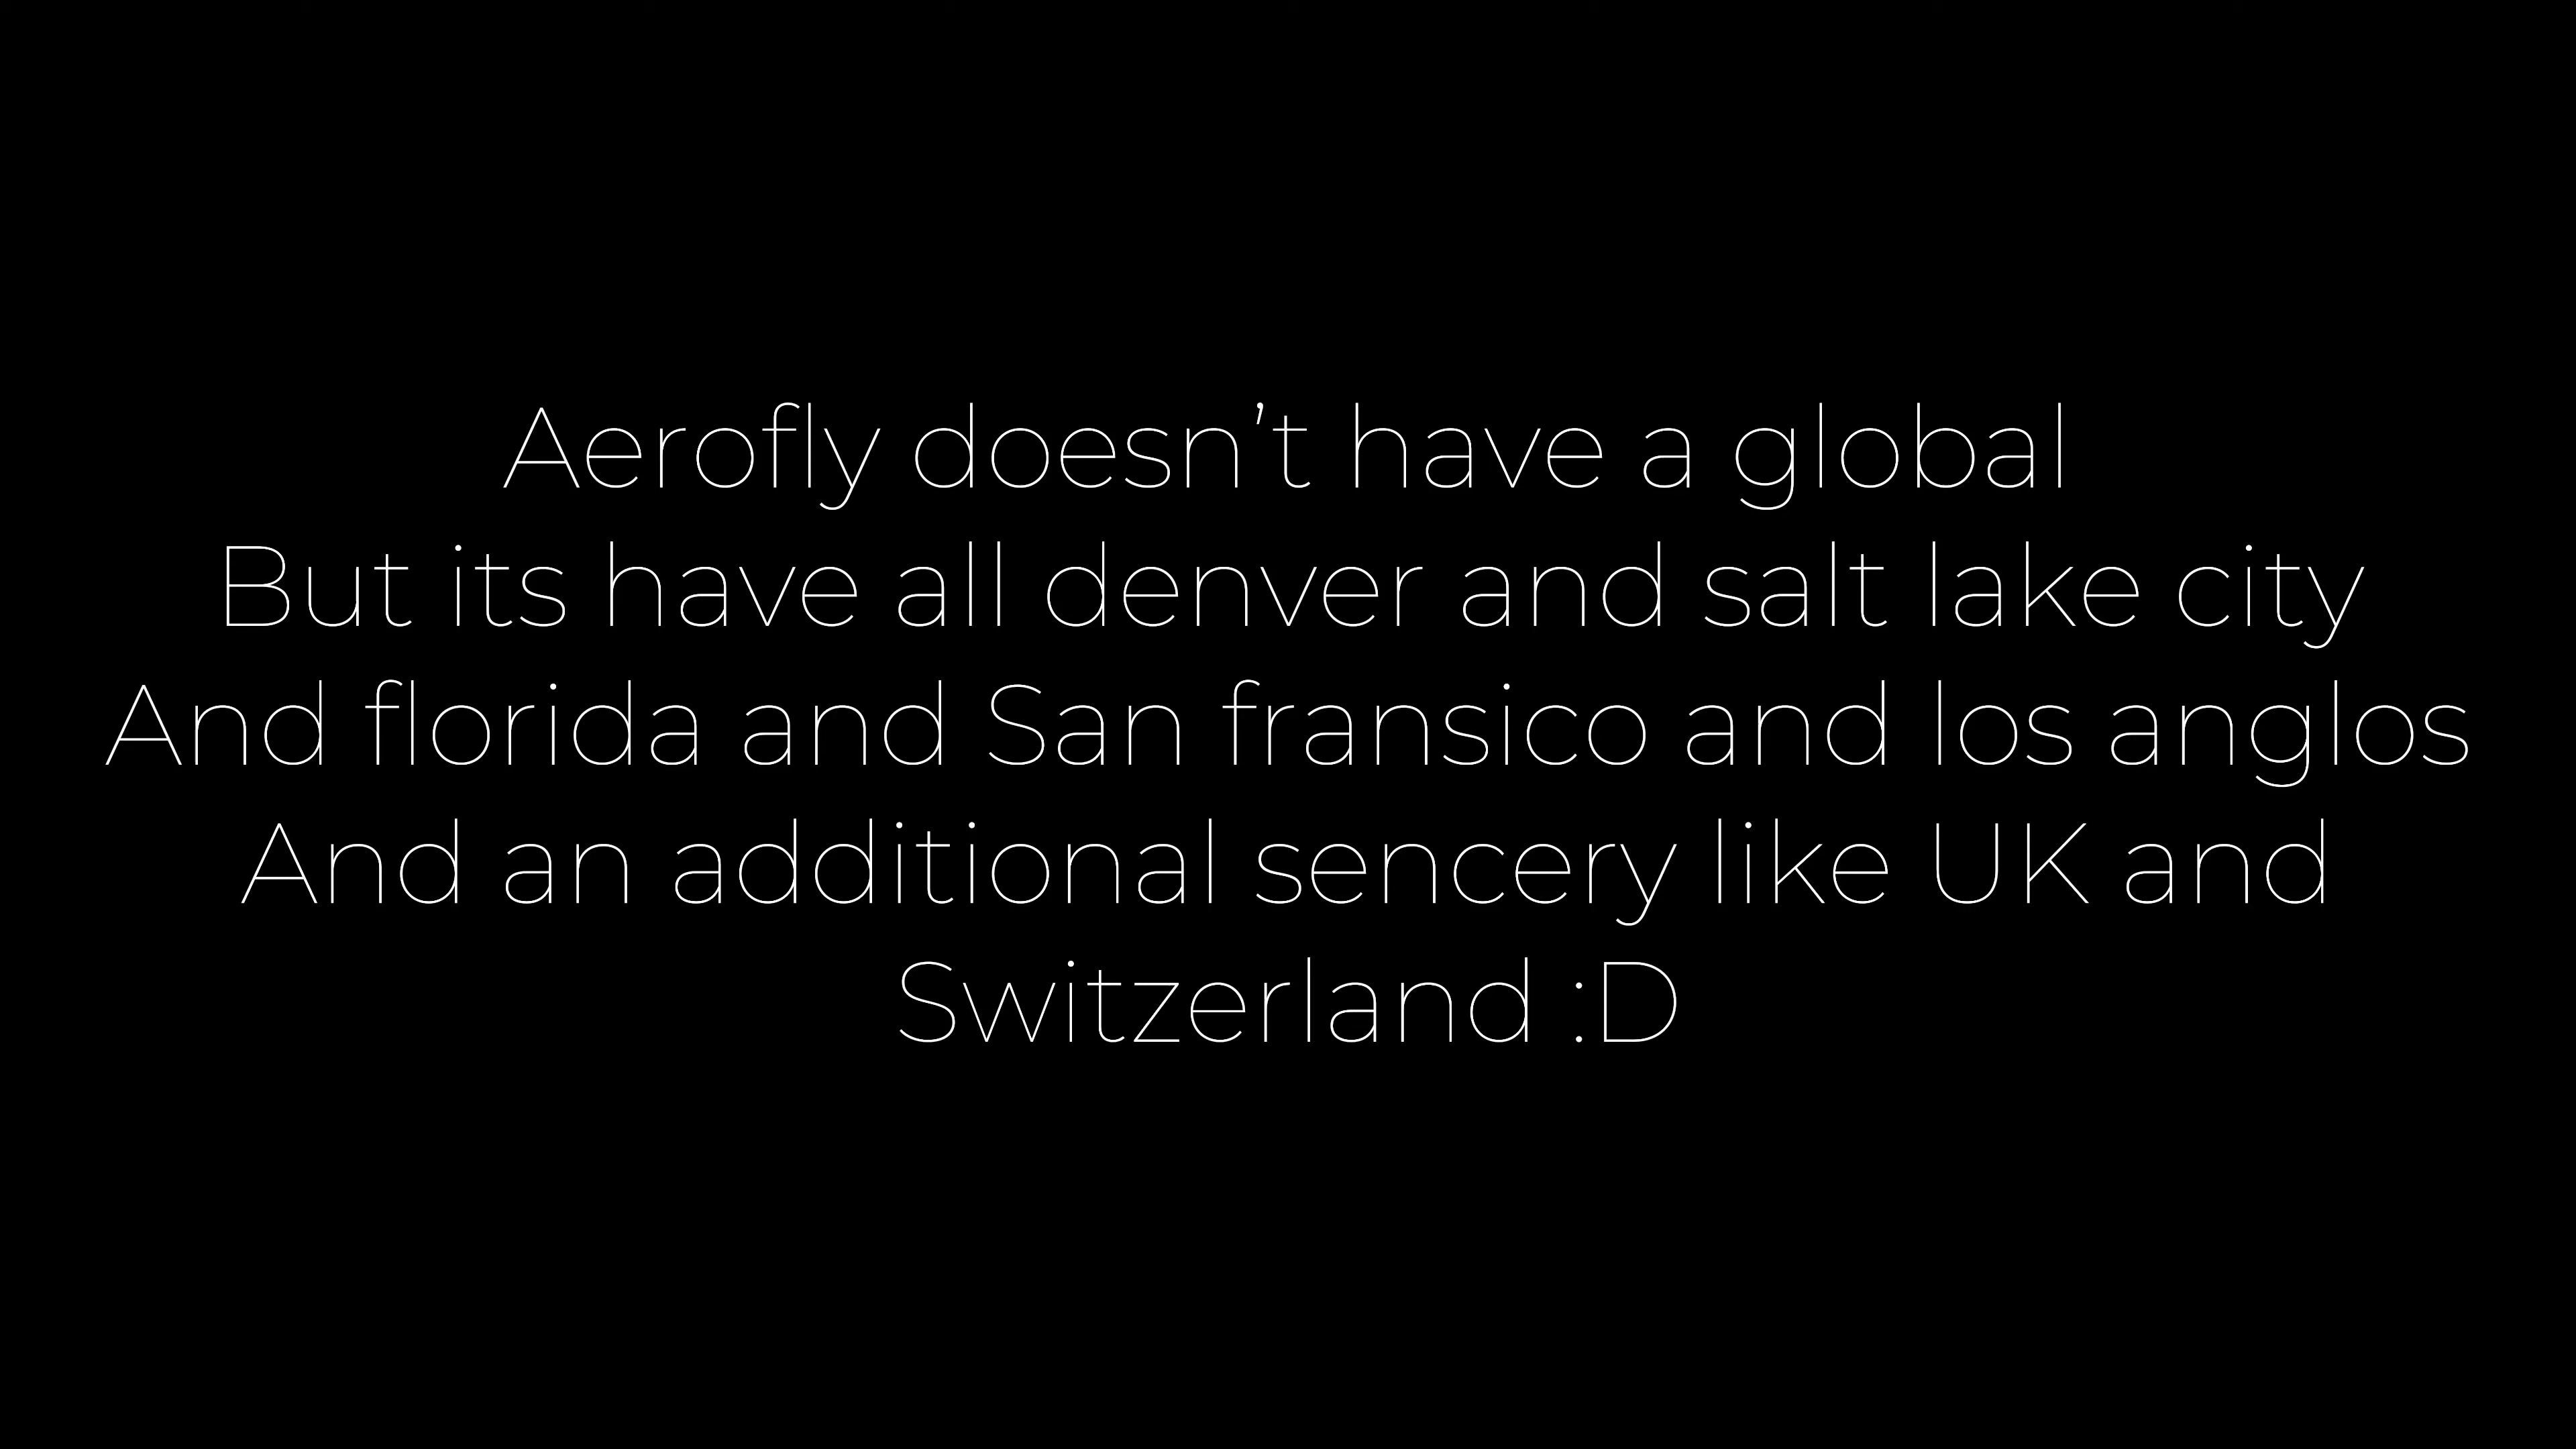 Aerofly doesn’t have a global
But its have all denver and salt lake city
And florida and San fransico and los anglos
And an additional sencery like UK and
Switzerland :D